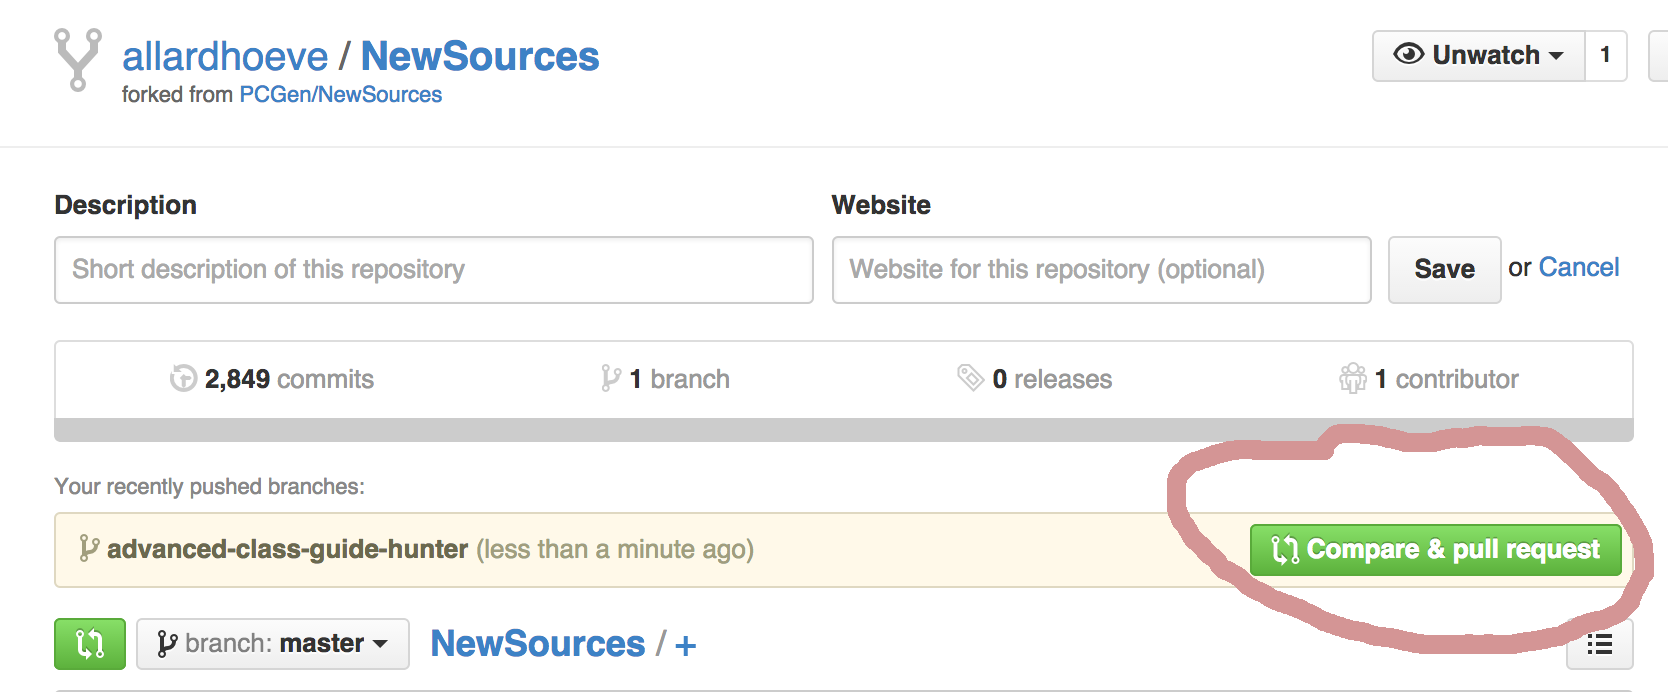 allardhoeve / NewSources
forked from PCGen/NewSources
Unwatch 1
Description
Website
Short description of this repository
Website for this repository (optional)
Save or Cancel
2,849 commits
1 branch
0 releases
1 contributor
Your recently pushed branches:
advanced-class-guide-hunter (less than a minute ago)
Compare & pull request
branch: master
NewSources / +